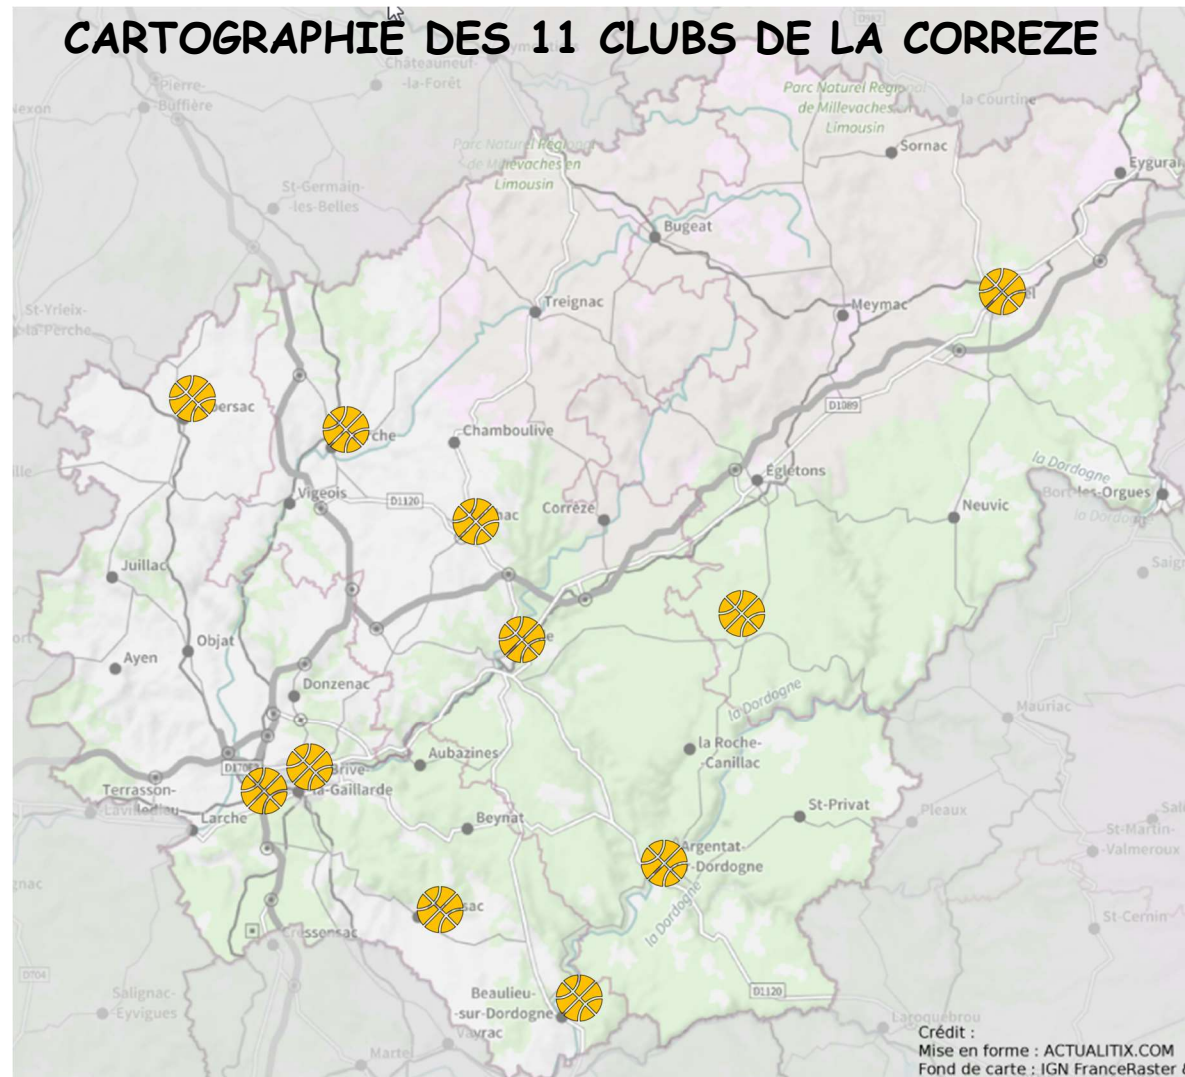 CARTOGRAPHIE DES 11 CLUBS DE LA CORREZE
Châteauneuf-
-la-Forêt
Pierre-
Buffière
Parc Naturel Régional
de Millevaches en
Limousin
la Courtine
Sornac
Parc Naturel Régional
de Millevaches en
Limousin
St-Germain-
-les-Belles
Bugeat
St-Yrieix-
la-Perche
Treignac
Meymac
D1089
Chamboulive
Vigeois
D1120
Corrèze
Égletons
la Dordogne
Neuvic
la Dordogne
Juillac
Objat
Ayen
Donzenac
la Dordogne
Mauriac
Aubazines
la Roche-
-Canillac
Brive-
la-Gaillarde
Terrasson-
Lavilledieu
Larche
Beynat
St-Privat
Pleaux
St-Martin-
-Valmeroux
Argentat-
-Dordogne
la Dordogne
St-Cernin
Cressensac
D704
Salignac-
-Eyvigues
D1120
Beaulieu-
-sur-Dordogne
Vayrac
Martel
Laroquebrou
Crédit :
Mise en forme : ACTUALITIX.COM
Fond de carte : IGN FranceRaster &